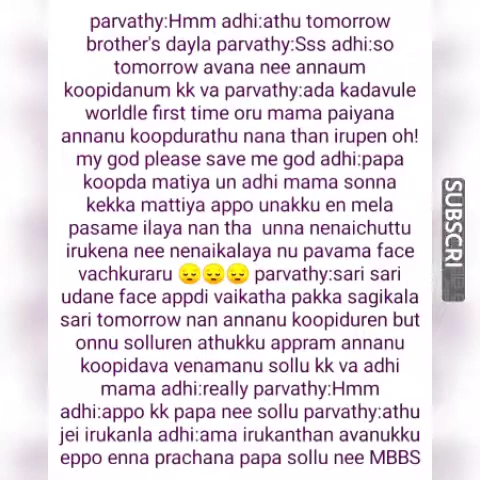 parvathy:Hmm adhi:athu tomorrow
brother's dayla parvathy:Sss adhi:so
tomorrow avana nee annaum
koopidanum kk va parvathy:ada kadavule
worldle first time oru mama paiyana
annanu koopdurathu nana than irupen oh!
my god please save me god adhi:papa
koopda matiya un adhi mama sonna
kekka mattiya appo unakku en mela
pasame ilaya nan tha  unna nenaichuttu
irukena nee nenaikalaya nu pavama face
vachkuraru 😔😔😔 parvathy:sari sari
udane face appdi vaikatha pakka sagikala
sari tomorrow nan annanu koopiduren but
onnu solluren athukku appram annanu
koopidava venamanu sollu kk va adhi
mama adhi:really parvathy:Hmm
adhi:appo kk papa nee sollu parvathy:athu
jei irukanla adhi:ama irukanthan avanukku
eppo enna prachana papa sollu nee MBBS
SUBSCRI